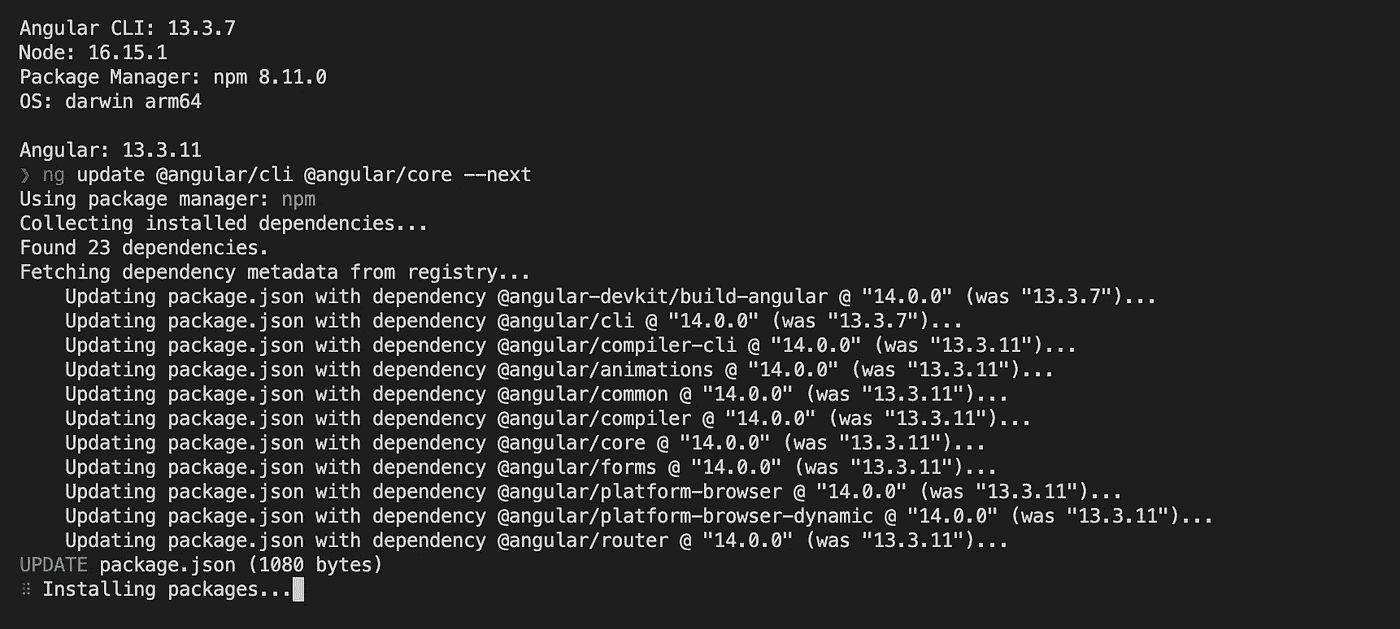 Angular CLI: 13.3.7
Node: 16.15.1
Package Manager: npm 8.11.0
OS: darwin arm64
Angular: 13.3.11
❯ ng update @angular/cli @angular/core --next
Using package manager: npm
Collecting installed dependencies...
Found 23 dependencies.
Fetching dependency metadata from registry...
Updating package.json with dependency @angular-devkit/build-angular @ "14.0.0" (was "13.3.7")...
Updating package.json with dependency @angular/cli @ "14.0.0" (was "13.3.7")...
Updating package.json with dependency @angular/compiler-cli @ "14.0.0" (was "13.3.11")...
Updating package.json with dependency @angular/animations @ "14.0.0" (was "13.3.11")...
Updating package.json with dependency @angular/common @ "14.0.0" (was "13.3.11")...
Updating package.json with dependency @angular/compiler @ "14.0.0" (was "13.3.11")...
Updating package.json with dependency @angular/core @ "14.0.0" (was "13.3.11")...
Updating package.json with dependency @angular/forms @ "14.0.0" (was "13.3.11")...
Updating package.json with dependency @angular/platform-browser @ "14.0.0" (was "13.3.11")...
Updating package.json with dependency @angular/platform-browser-dynamic @ "14.0.0" (was "13.3.11")...
Updating package.json with dependency @angular/router @ "14.0.0" (was "13.3.11")...
UPDATE package.json (1080 bytes)
⠿ Installing packages...